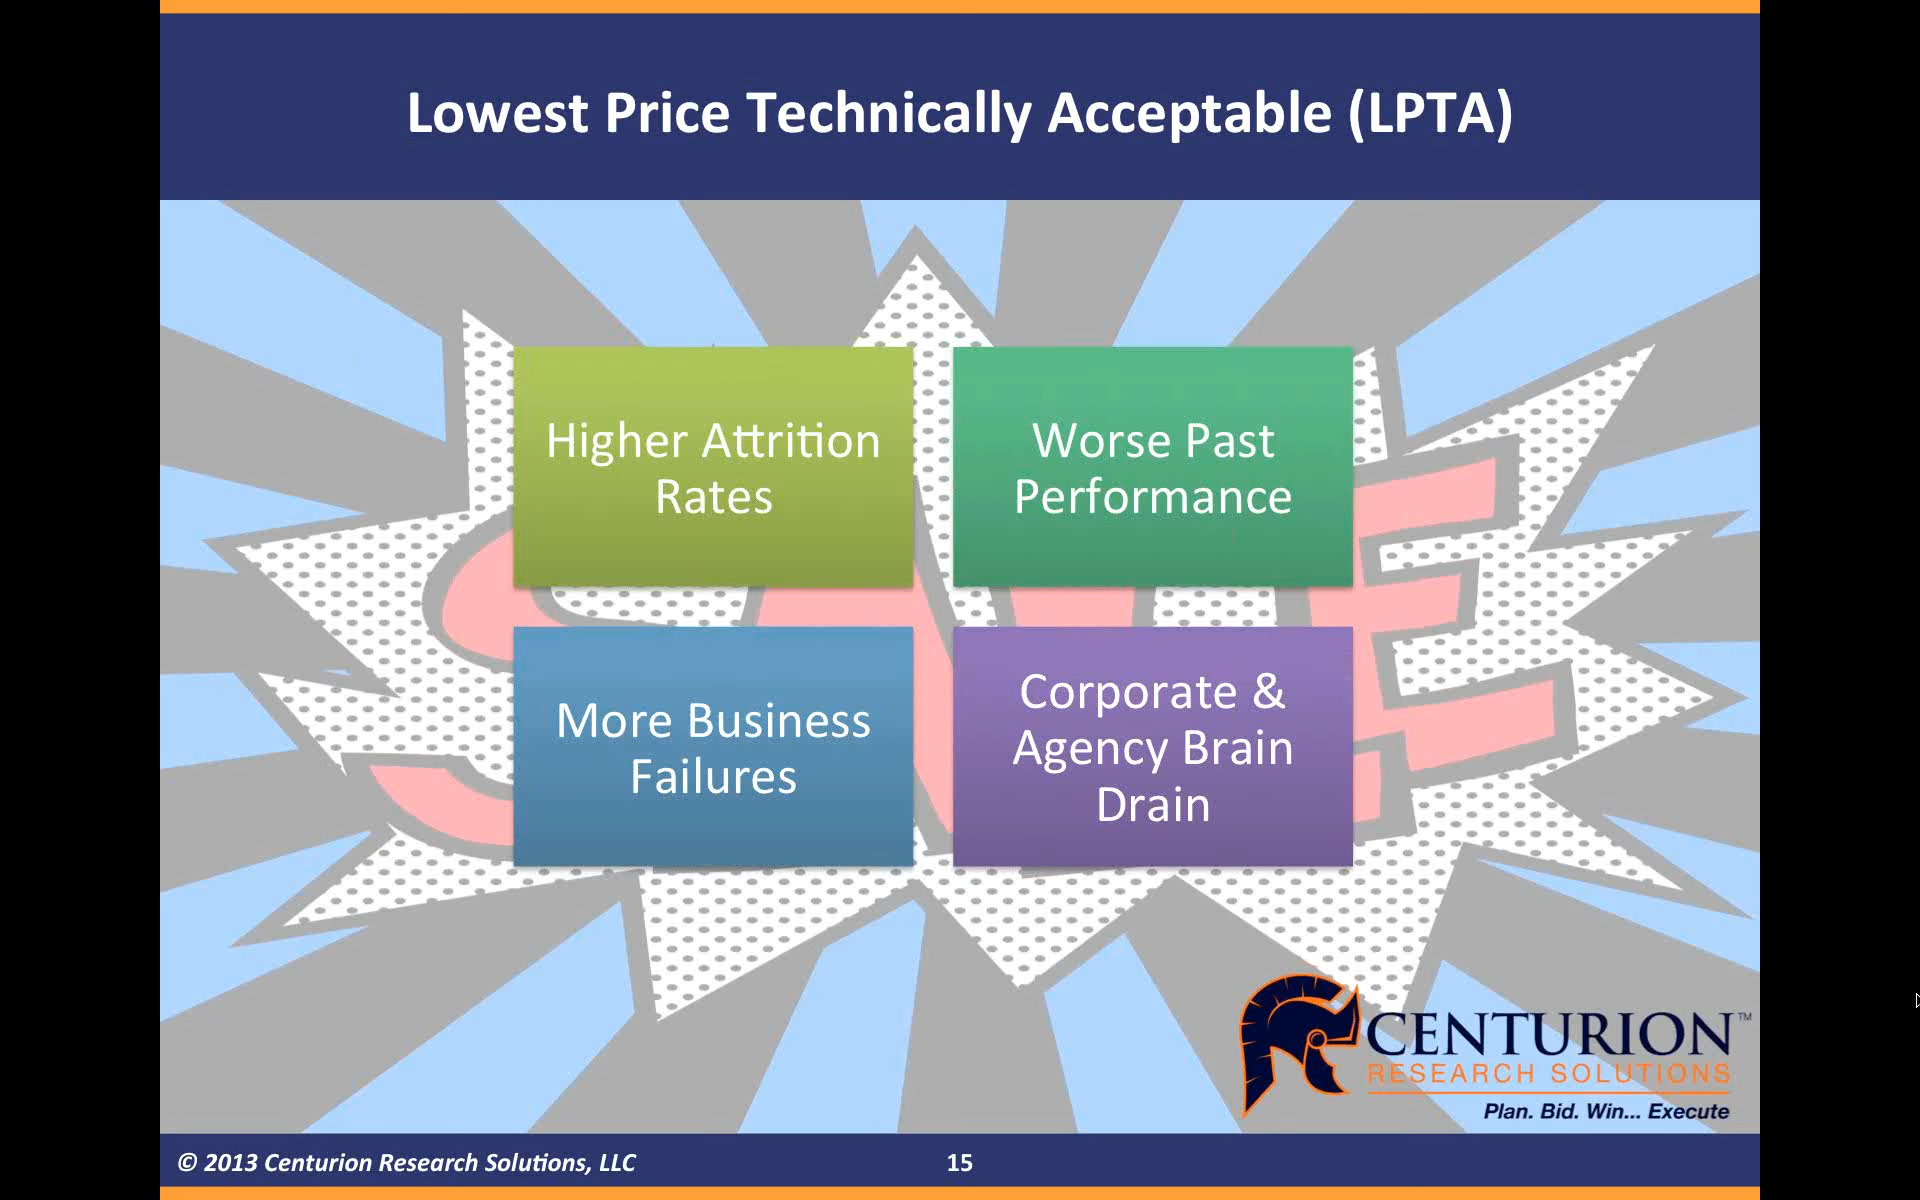 Lowest Price Technically Acceptable (LPTA)
Higher Attrition
Rates
Worse Past
Performance
More Business
Failures
Corporate &
Agency Brain
Drain
CENTURION™
RESEARCH SOLUTIONS
Plan. Bid. Win... Execute
© 2013 Centurion Research Solutions, LLC
15